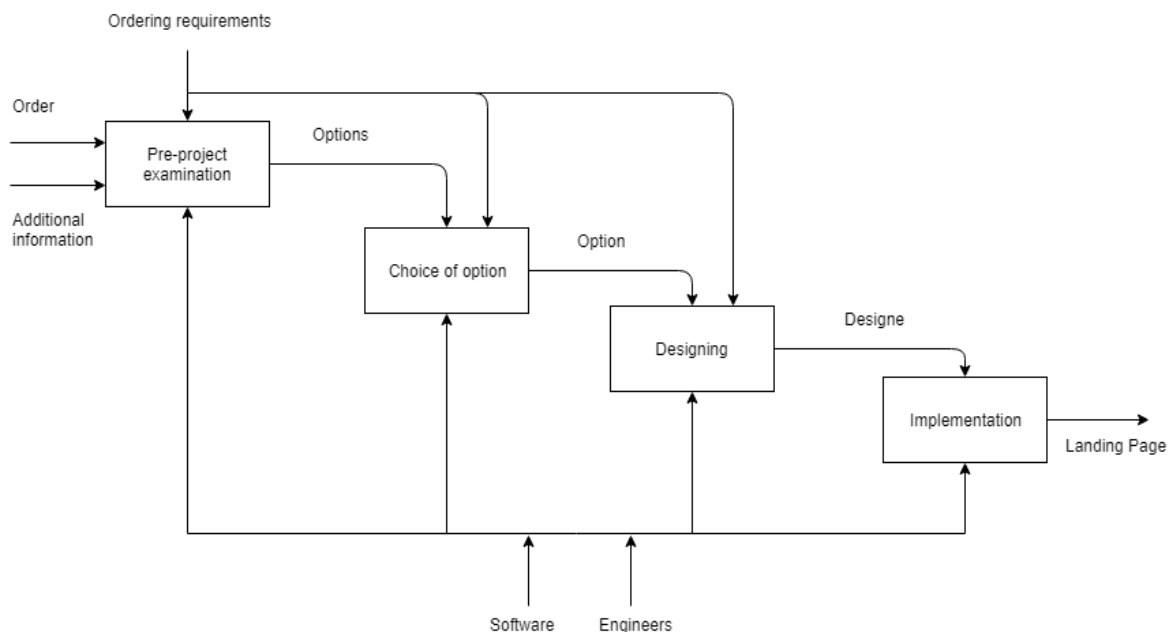 Ordering requirements
Order
Pre-project
examination
Options
Additional
information
Choice of option
Option
Designing
Designe
Implementation
Landing Page
Software
Engineers